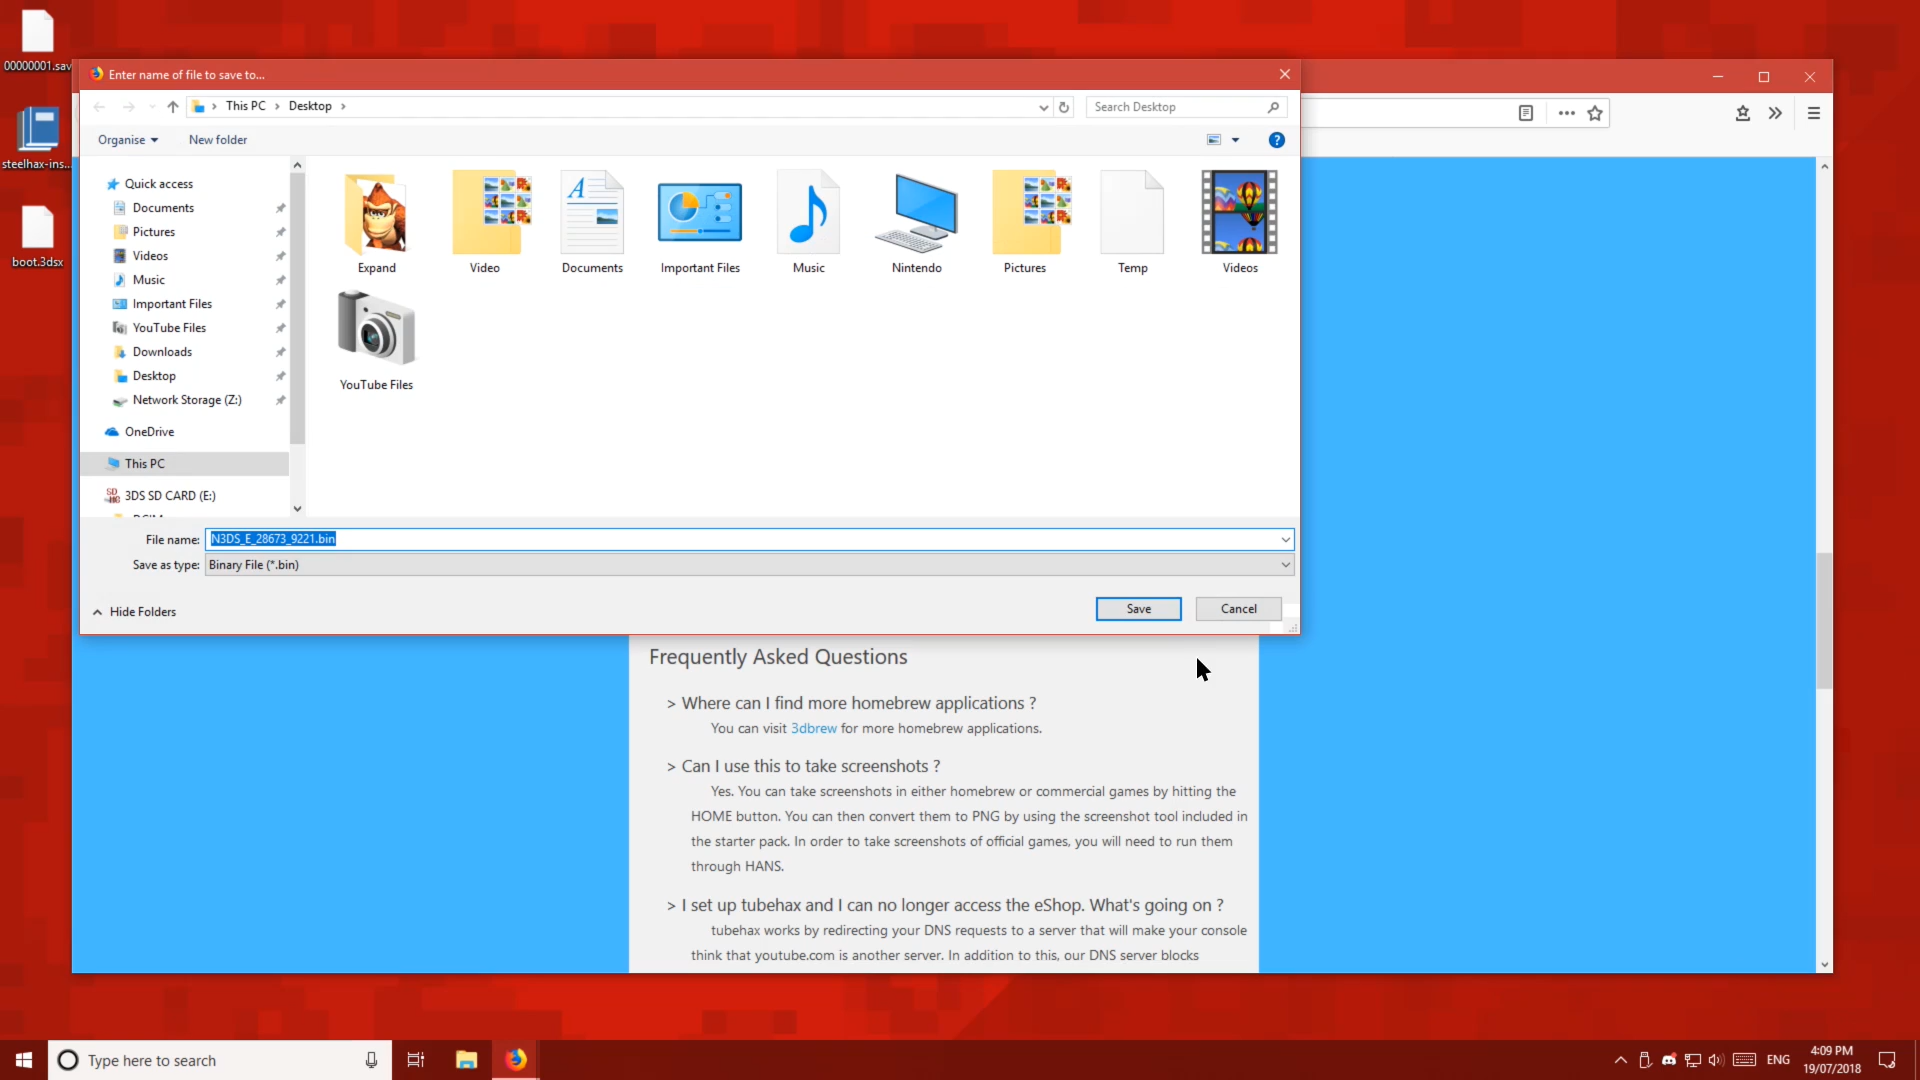 00000001.sav
steelhax-ins...
boot.3dsx
Enter name of file to save to...
This PC
Desktop
Search Desktop
Organise
New folder
Quick access
Documents
Pictures
Videos
Music
Important Files
YouTube Files
Downloads
Desktop
Network Storage (Z:)
OneDrive
This PC
3DS SD CARD (E:)
Expand
Video
Documents
Important Files
Music
Nintendo
Pictures
Temp
Videos
YouTube Files
File name: N3DS_E_28673_9221.bin
Save as type: Binary File (*.bin)
Hide Folders
Save
Cancel
Frequently Asked Questions
> Where can I find more homebrew applications ?
You can visit 3dbrew for more homebrew applications.
> Can I use this to take screenshots ?
Yes. You can take screenshots in either homebrew or commercial games by hitting the
HOME button. You can then convert them to PNG by using the screenshot tool included in
the starter pack. In order to take screenshots of official games, you will need to run them
through HANS.
> I set up tubehax and I can no longer access the eShop. What's going on ?
tubehax works by redirecting your DNS requests to a server that will make your console
think that youtube.com is another server. In addition to this, our DNS server blocks
Type here to search
ENG
4:09 PM
19/07/2018